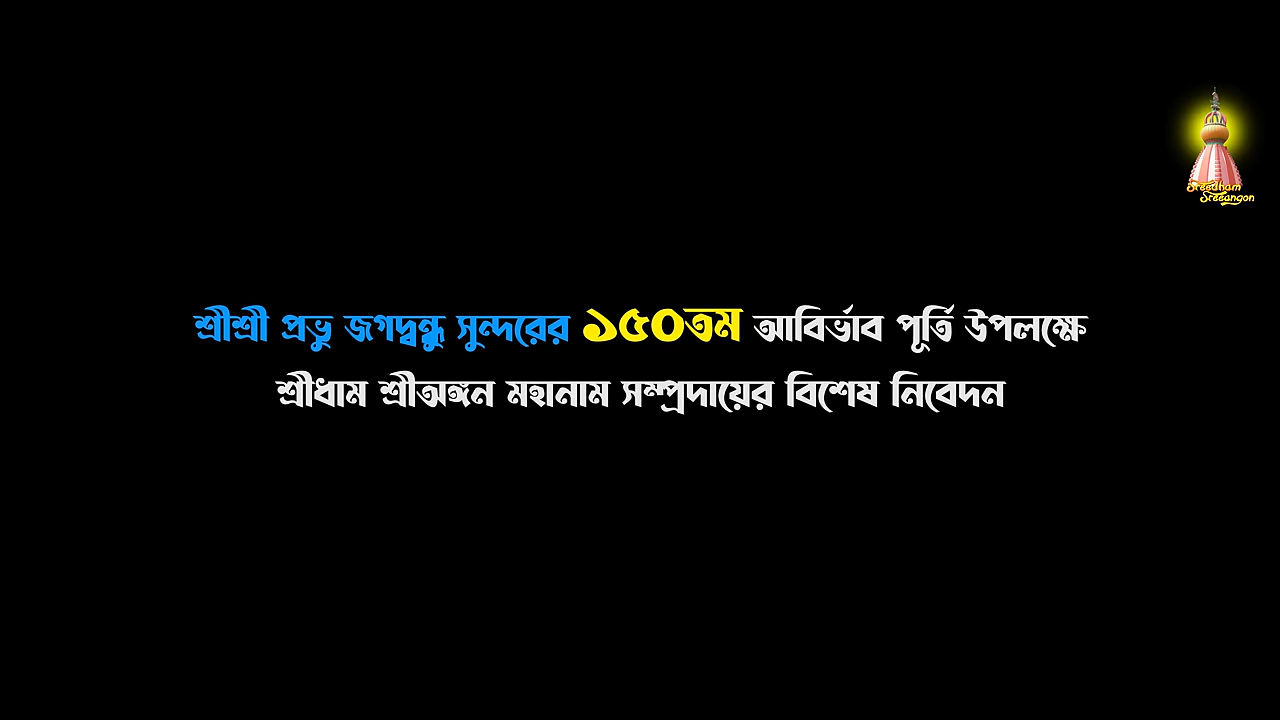 Sreedham
Sreeangon
শ্রীশ্রী প্রভু জগদ্বন্ধু সুন্দরের ১৫০তম আবির্ভাব পূর্তি উপলক্ষে
শ্রীধাম শ্রীঅঙ্গন মহানাম সম্প্রদায়ের বিশেষ নিবেদন